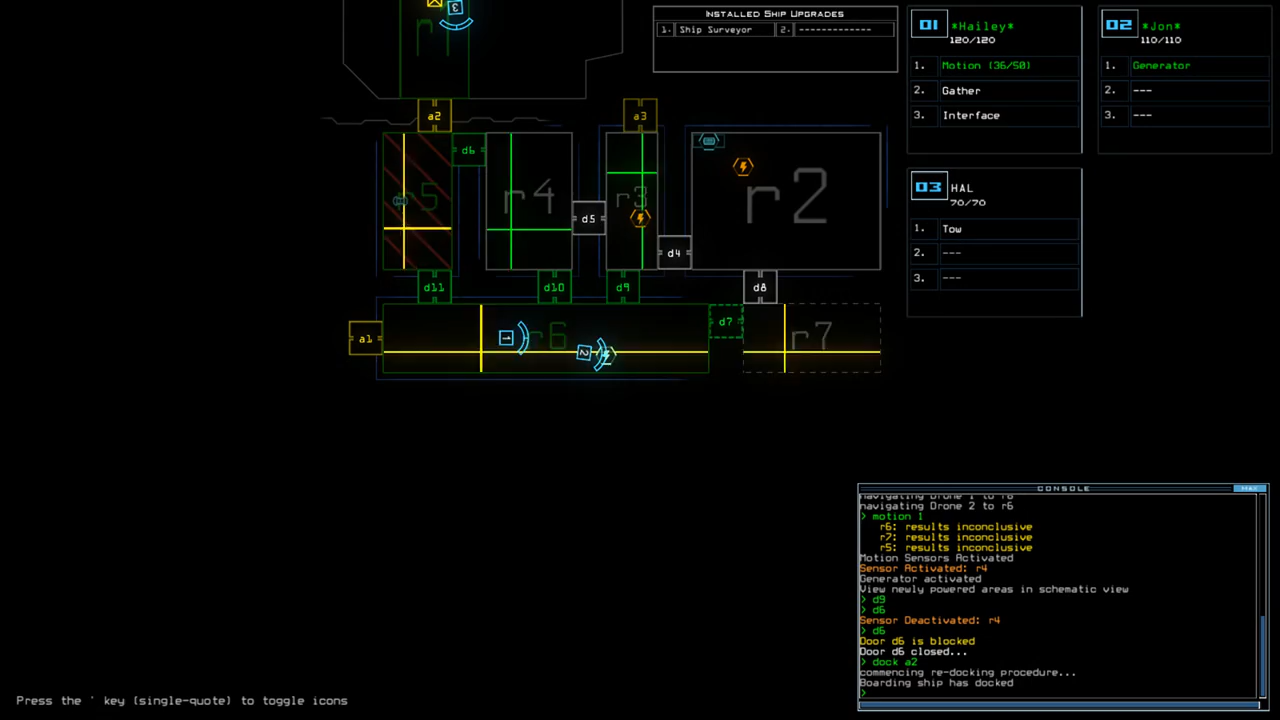 3
r1
INSTALLED SHIP UPGRADES
1. Ship Surveyor 2. -------------
01 *Hailey*
120/120
1. Motion (36/50)
2. Gather
3. Interface
02 *Jon*
110/110
1. Generator
2. ---
3. ---
03 HAL
70/70
1. Tow
2. ---
3. ---
a2
a3
d6
r5
r4
r3
r2
d5
d4
d11
d10
d9
d8
a1
1
r6
2
d7
r7
CONSOLE
MAX
navigating Drone 1 to r6
navigating Drone 2 to r6
> motion 1
r6: results inconclusive
r7: results inconclusive
r5: results inconclusive
Motion Sensors Activated
Sensor Activated: r4
Generator activated
View newly powered areas in schematic view
> d9
> d6
Sensor Deactivated: r4
> d6
Door d6 is blocked
Door d6 closed...
> dock a2
commencing re-docking procedure...
Boarding ship has docked
>
Press the ' key (single-quote) to toggle icons